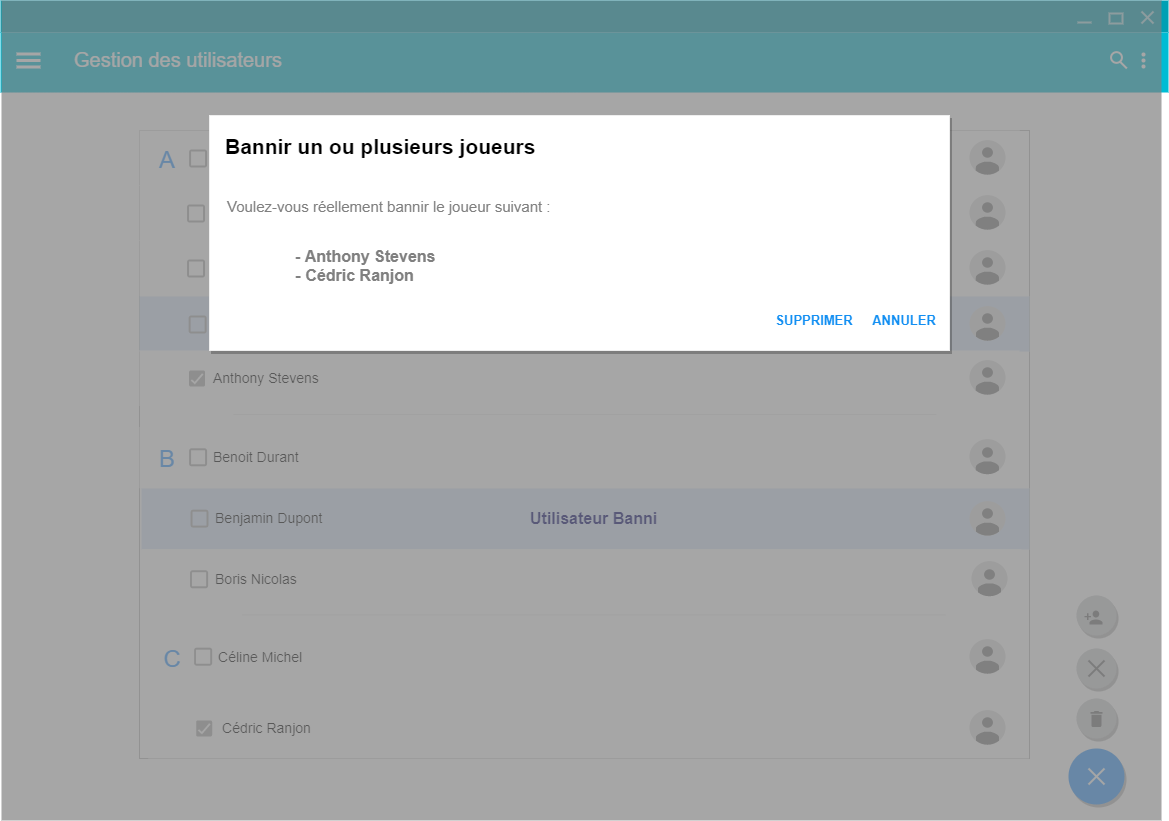 Gestion des utilisateurs
Bannir un ou plusieurs joueurs
A
Voulez-vous réellement bannir le joueur suivant :
- Anthony Stevens
- Cédric Ranjon
SUPPRIMER ANNULER
Anthony Stevens
B Benoit Durant
Benjamin Dupont Utilisateur Banni
Boris Nicolas
C Céline Michel
Cédric Ranjon